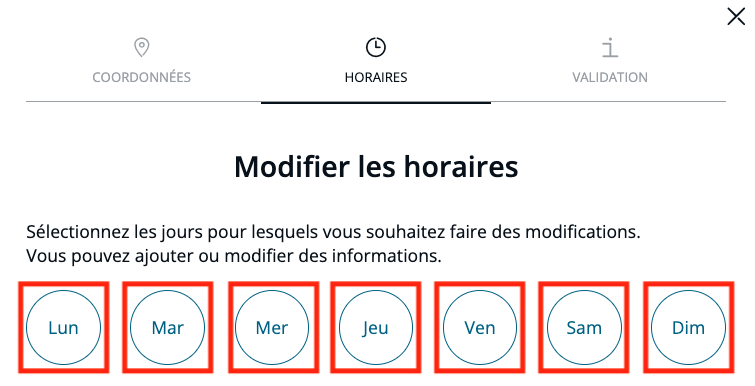 COORDONNÉES HORAIRES VALIDATION
Modifier les horaires
Sélectionnez les jours pour lesquels vous souhaitez faire des modifications.
Vous pouvez ajouter ou modifier des informations.
Lun Mar Mer Jeu Ven Sam Dim